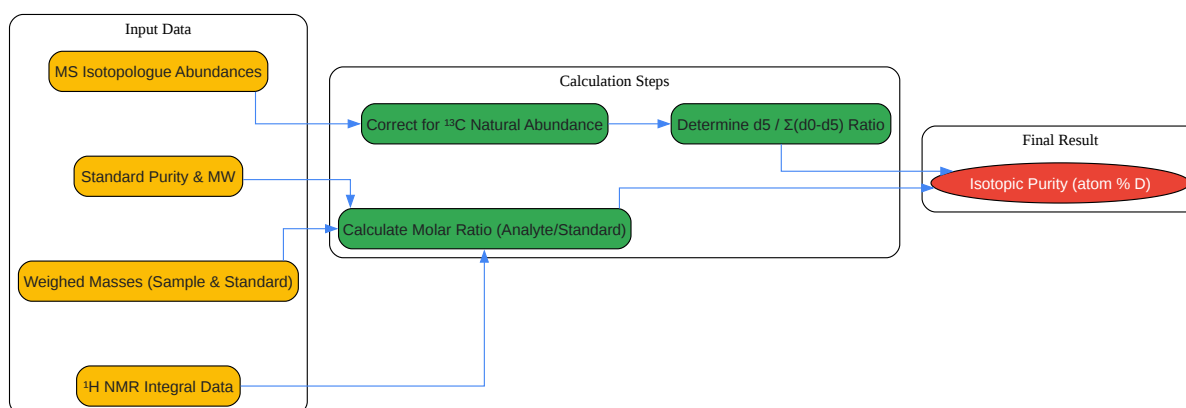 Input Data
MS Isotopologue Abundances
Standard Purity & MW
Weighed Masses (Sample & Standard)
¹H NMR Integral Data
Calculation Steps
Correct for ¹³C Natural Abundance
Determine d5 / Σ(d0-d5) Ratio
Calculate Molar Ratio (Analyte/Standard)
Final Result
Isotopic Purity (atom % D)